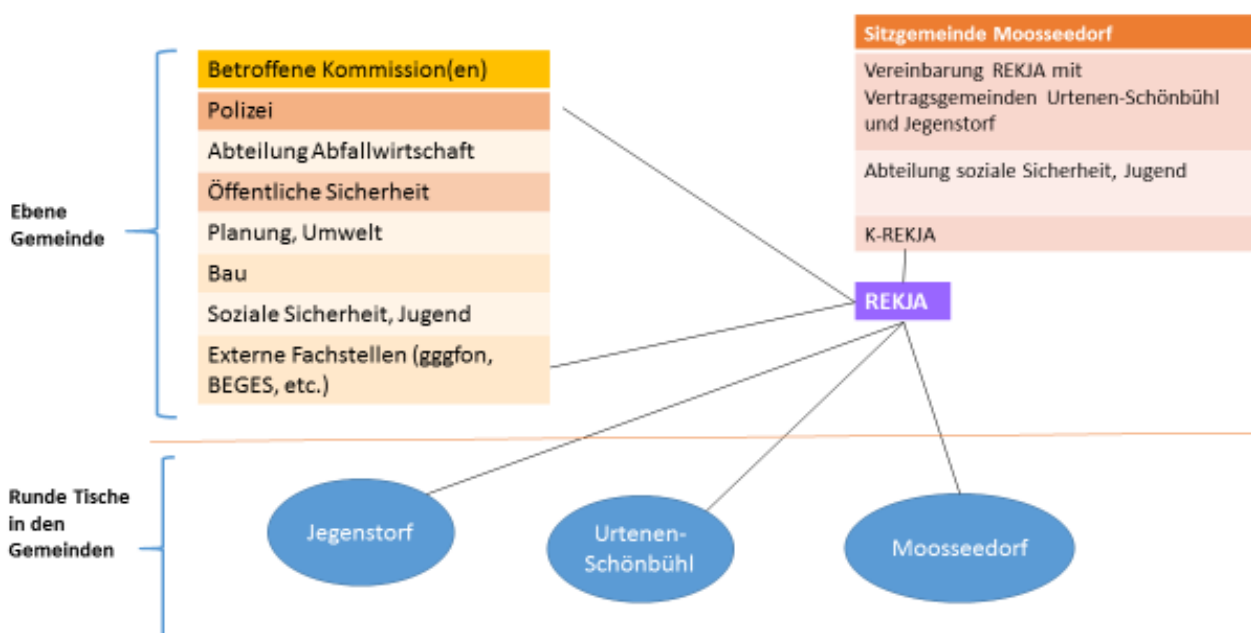 Sitzgemeinde Moosseedorf
Vereinbarung REKJA mit
Vertragsgemeinden Urtenen-Schönbühl
und Jegenstorf
Abteilung soziale Sicherheit, Jugend
K-REKJA
REKJA
Betroffene Kommission(en)
Polizei
Abteilung Abfallwirtschaft
Öffentliche Sicherheit
Planung, Umwelt
Bau
Soziale Sicherheit, Jugend
Externe Fachstellen (gggfon,
BEGES, etc.)
Ebene
Gemeinde
Runde Tische
in den
Gemeinden
Jegenstorf
Urtenen-
Schönbühl
Moosseedorf